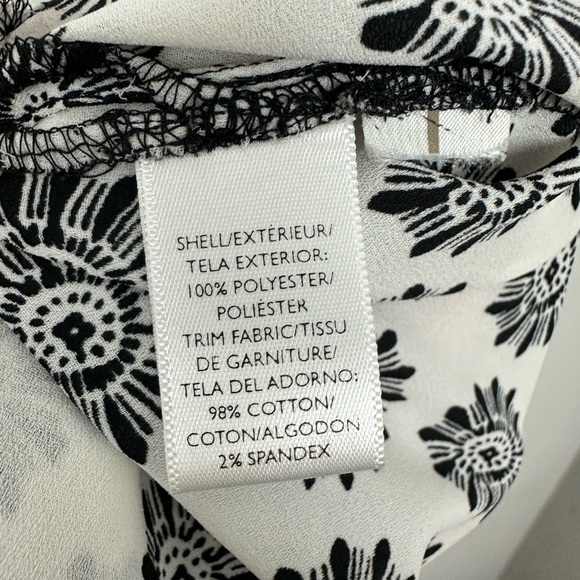 SHELL/EXTÉRIEUR/
TELA EXTERIOR:
100% POLYESTER/
POLIÉSTER
TRIM FABRIC/TISSU
DE GARNITURE/
TELA DEL ADORNO:
98% COTTON/
COTON/ALGODÓN
2% SPANDEX